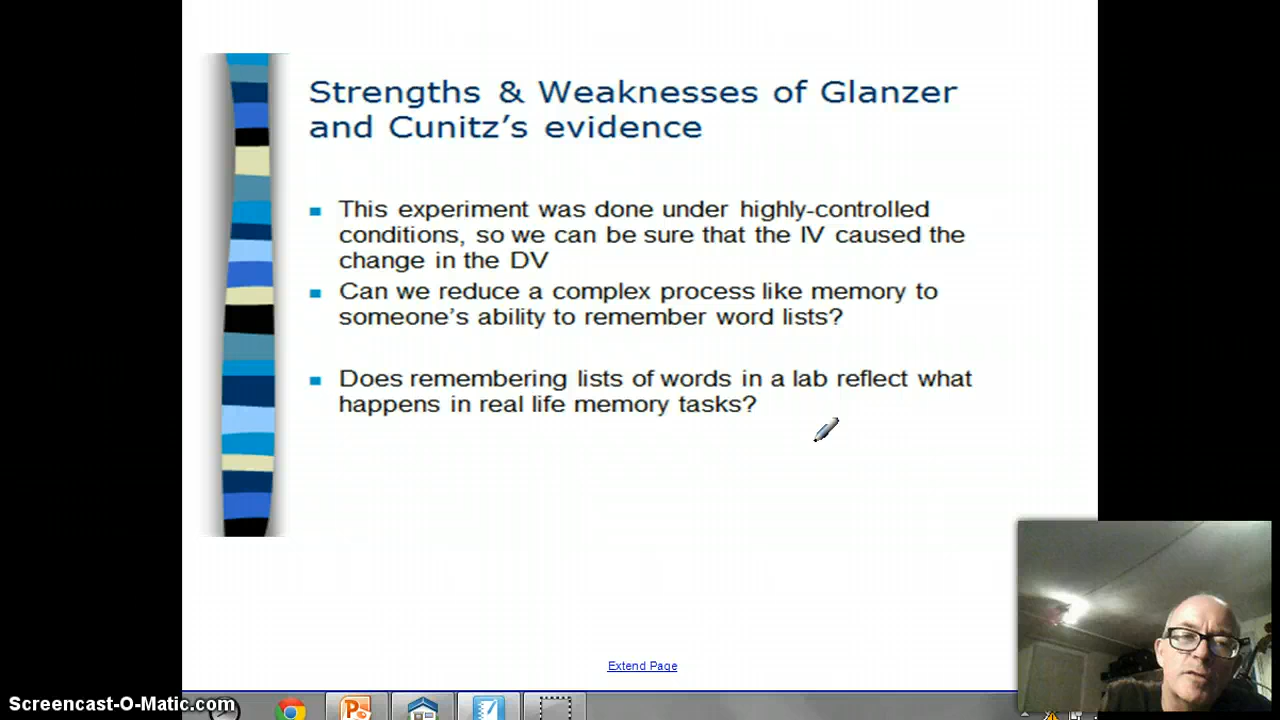 Strengths & Weaknesses of Glanzer
and Cunitz's evidence
This experiment was done under highly-controlled
conditions, so we can be sure that the IV caused the
change in the DV
Can we reduce a complex process like memory to
someone's ability to remember word lists?
Does remembering lists of words in a lab reflect what
happens in real life memory tasks?
Extend Page
Screencast-O-Matic.com